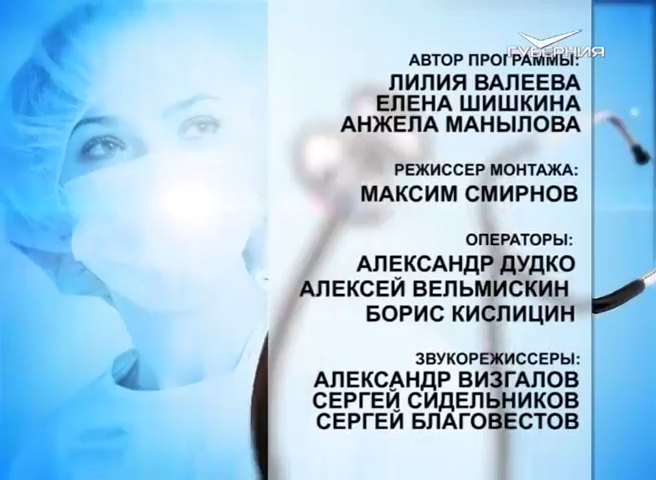 ГУБЕРНИЯ
АВТОР ПРОГРАММЫ:
ЛИЛИЯ ВАЛЕЕВА
ЕЛЕНА ШИШКИНА
АНЖЕЛА МАНЫЛОВА
РЕЖИССЕР МОНТАЖА:
МАКСИМ СМИРНОВ
ОПЕРАТОРЫ:
АЛЕКСАНДР ДУДКО
АЛЕКСЕЙ ВЕЛЬМИСКИН
БОРИС КИСЛИЦИН
ЗВУКОРЕЖИССЕРЫ:
АЛЕКСАНДР ВИЗГАЛОВ
СЕРГЕЙ СИДЕЛЬНИКОВ
СЕРГЕЙ БЛАГОВЕСТОВ